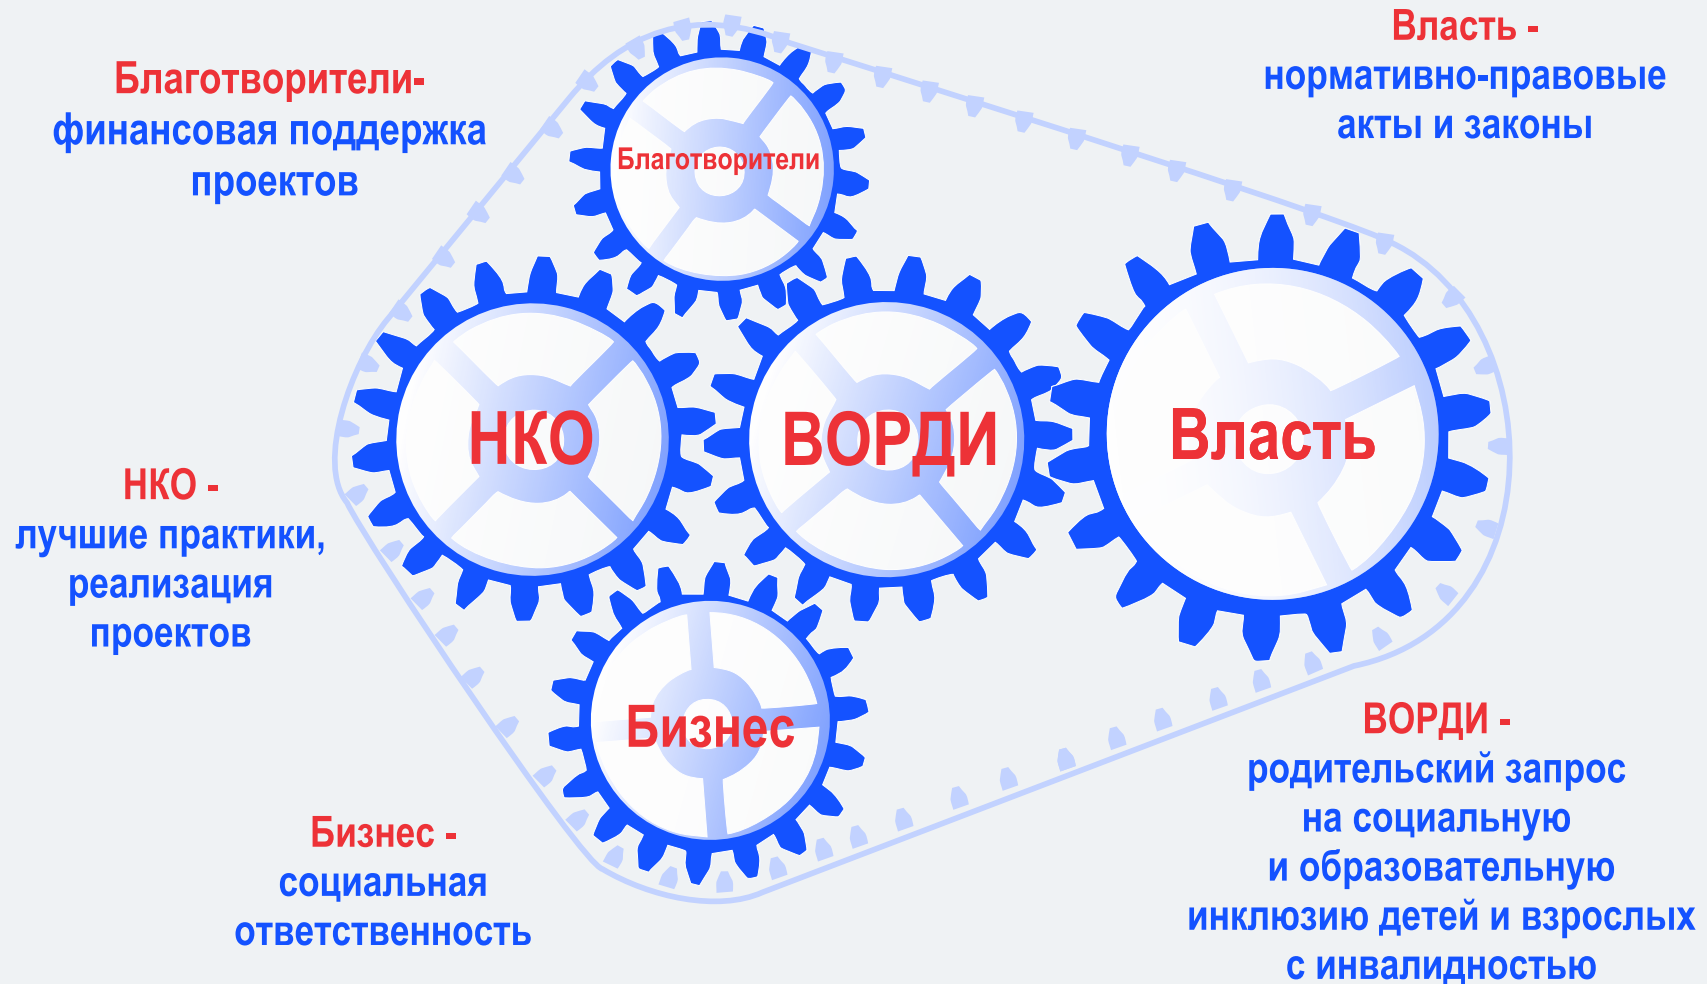 Благотворители-
финансовая поддержка
проектов
Власть -
нормативно-правовые
акты и законы
Благотворители
НКО
ВОРДИ
Власть
НКО -
лучшие практики,
реализация
проектов
Бизнес
Бизнес -
социальная
ответственность
ВОРДИ -
родительский запрос
на социальную
и образовательную
инклюзию детей и взрослых
с инвалидностью